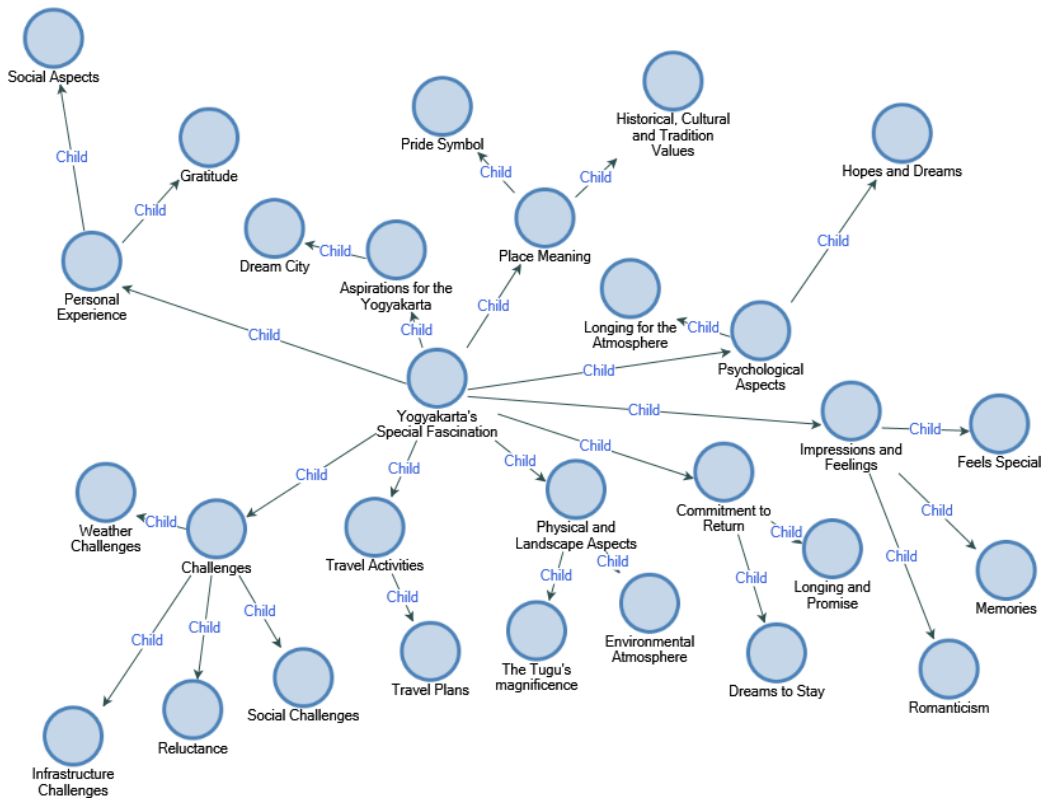 Social Aspects
Child
Gratitude
Child
Personal
Experience
Child
Dream City
Child
Aspirations for the
Yogyakarta
Child
Pride Symbol
Child
Historical, Cultural
and Tradition
Values
Child
Place Meaning
Child
Hopes and Dreams
Child
Longing for the
Atmosphere
Child
Psychological
Aspects
Child
Yogyakarta's
Special Fascination
Child
Impressions and
Feelings
Child
Feels Special
Child
Memories
Child
Romanticism
Child
Commitment to
Return
Child
Longing and
Promise
Child
Dreams to Stay
Child
Physical and
Landscape Aspects
Child
The Tugu's
magnificence
Child
Environmental
Atmosphere
Child
Travel Activities
Child
Travel Plans
Child
Challenges
Child
Weather
Challenges
Child
Infrastructure
Challenges
Child
Reluctance
Child
Social Challenges